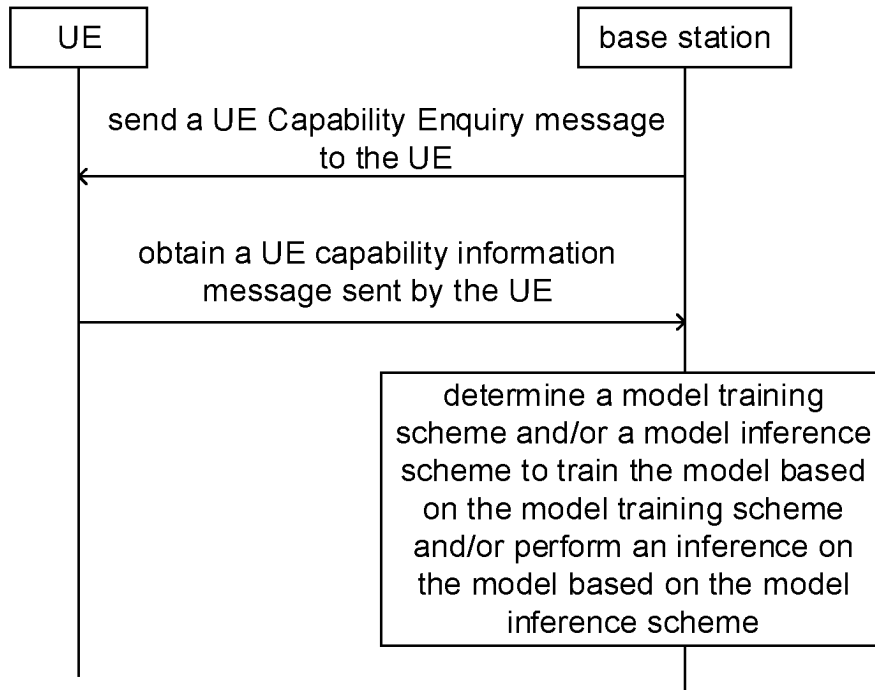 UE
base station
send a UE Capability Enquiry message
to the UE
obtain a UE capability information
message sent by the UE
determine a model training
scheme and/or a model inference
scheme to train the model based
on the model training scheme
and/or perform an inference on
the model based on the model
inference scheme